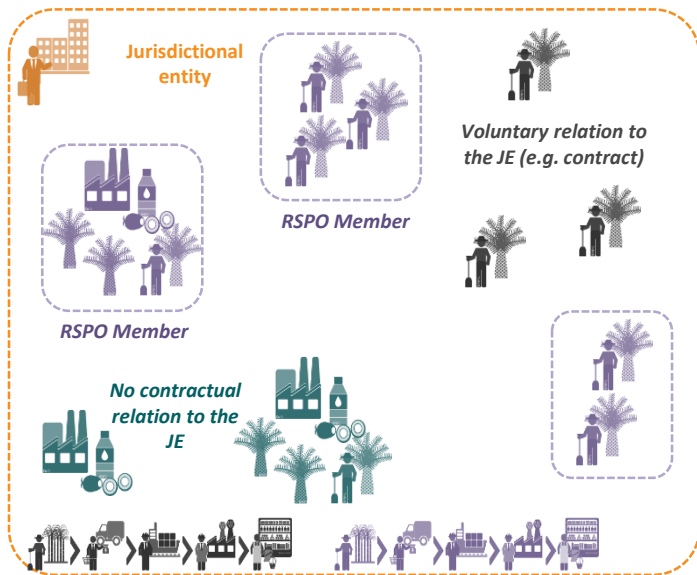 Jurisdictional
entity
Voluntary relation to
the JE (e.g. contract)
RSPO Member
RSPO Member
No contractual
relation to the
JE